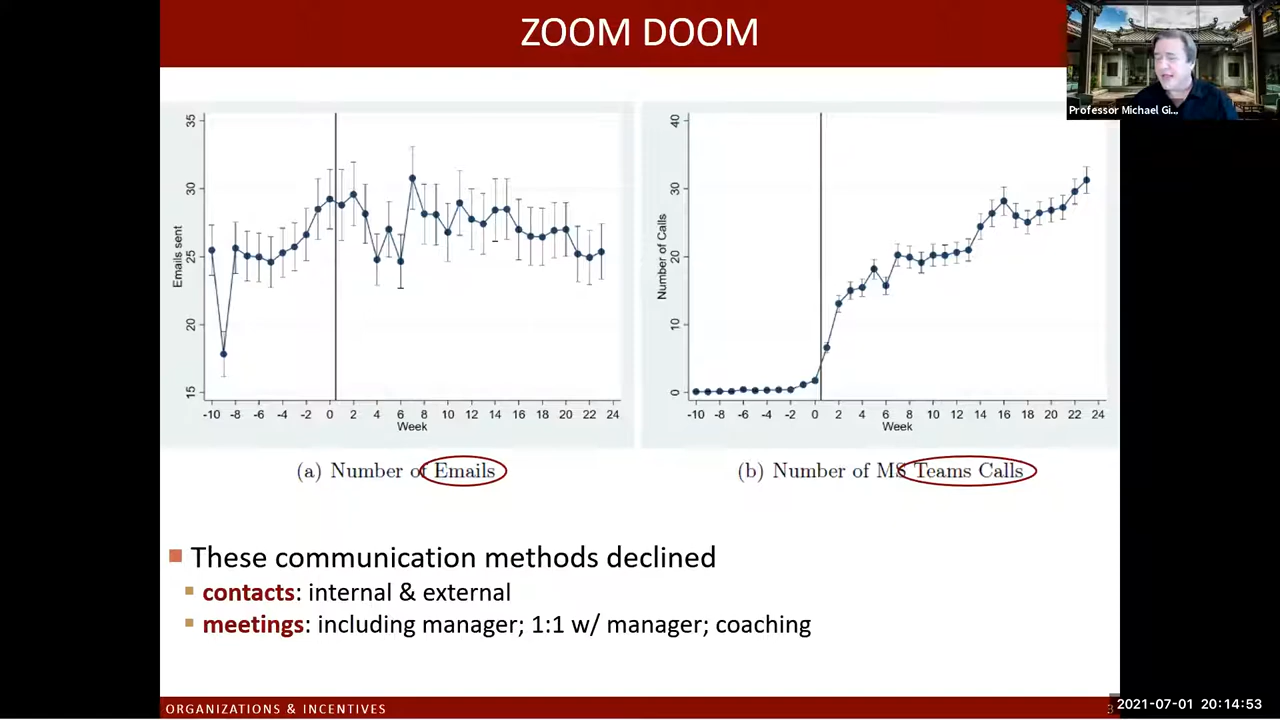 ZOOM DOOM
Professor Michael Gi...
35
30
25
20
15
Emails sent
-10 -8 -6 -4 -2 0 2 4 6 8 10 12 14 16 18 20 22 24
Week
(a) Number of Emails
40
30
20
10
0
Number of Calls
-10 -8 -6 -4 -2 0 2 4 6 8 10 12 14 16 18 20 22 24
Week
(b) Number of MS Teams Calls
These communication methods declined
contacts: internal & external
meetings: including manager; 1:1 w/ manager; coaching
ORGANIZATIONS & INCENTIVES
3
2021-07-01 20:14:53